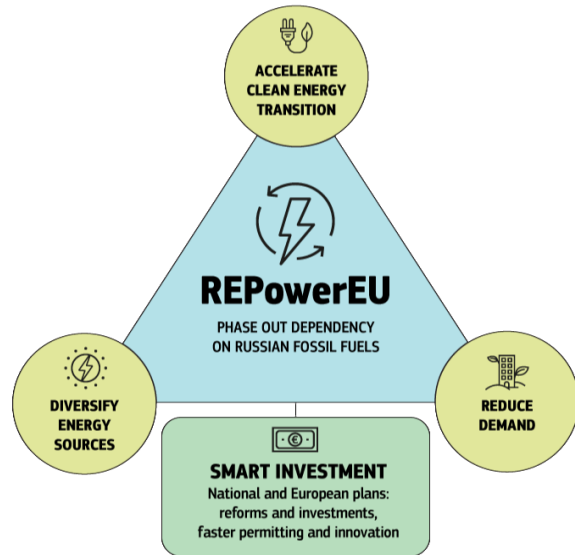 ACCELERATE
CLEAN ENERGY
TRANSITION
REPowerEU
PHASE OUT DEPENDENCY
ON RUSSIAN FOSSIL FUELS
DIVERSIFY
ENERGY
SOURCES
REDUCE
DEMAND
€
SMART INVESTMENT
National and European plans:
reforms and investments,
faster permitting and innovation